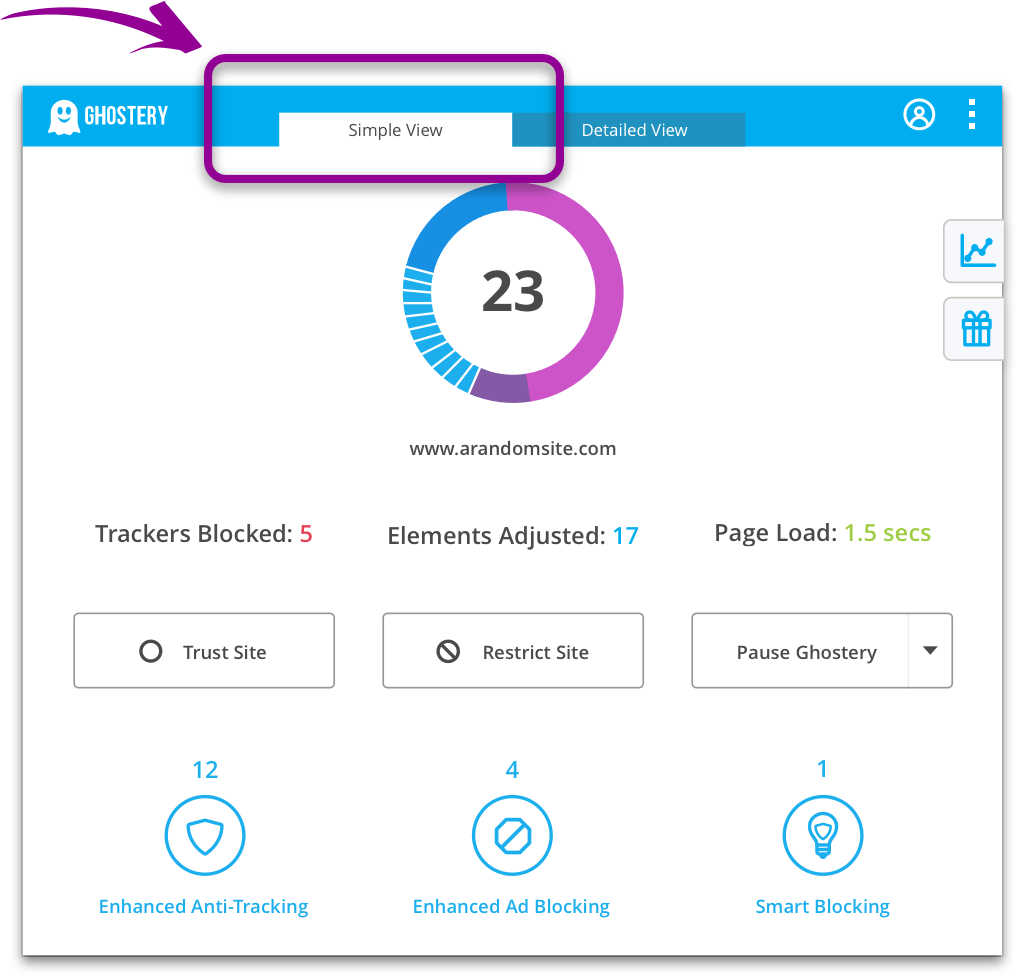 GHOSTERY
Simple View
Detailed View
23
www.arandomsite.com
Trackers Blocked: 5
Elements Adjusted: 17
Page Load: 1.5 secs
Trust Site
Restrict Site
Pause Ghostery
12
4
1
Enhanced Anti-Tracking
Enhanced Ad Blocking
Smart Blocking